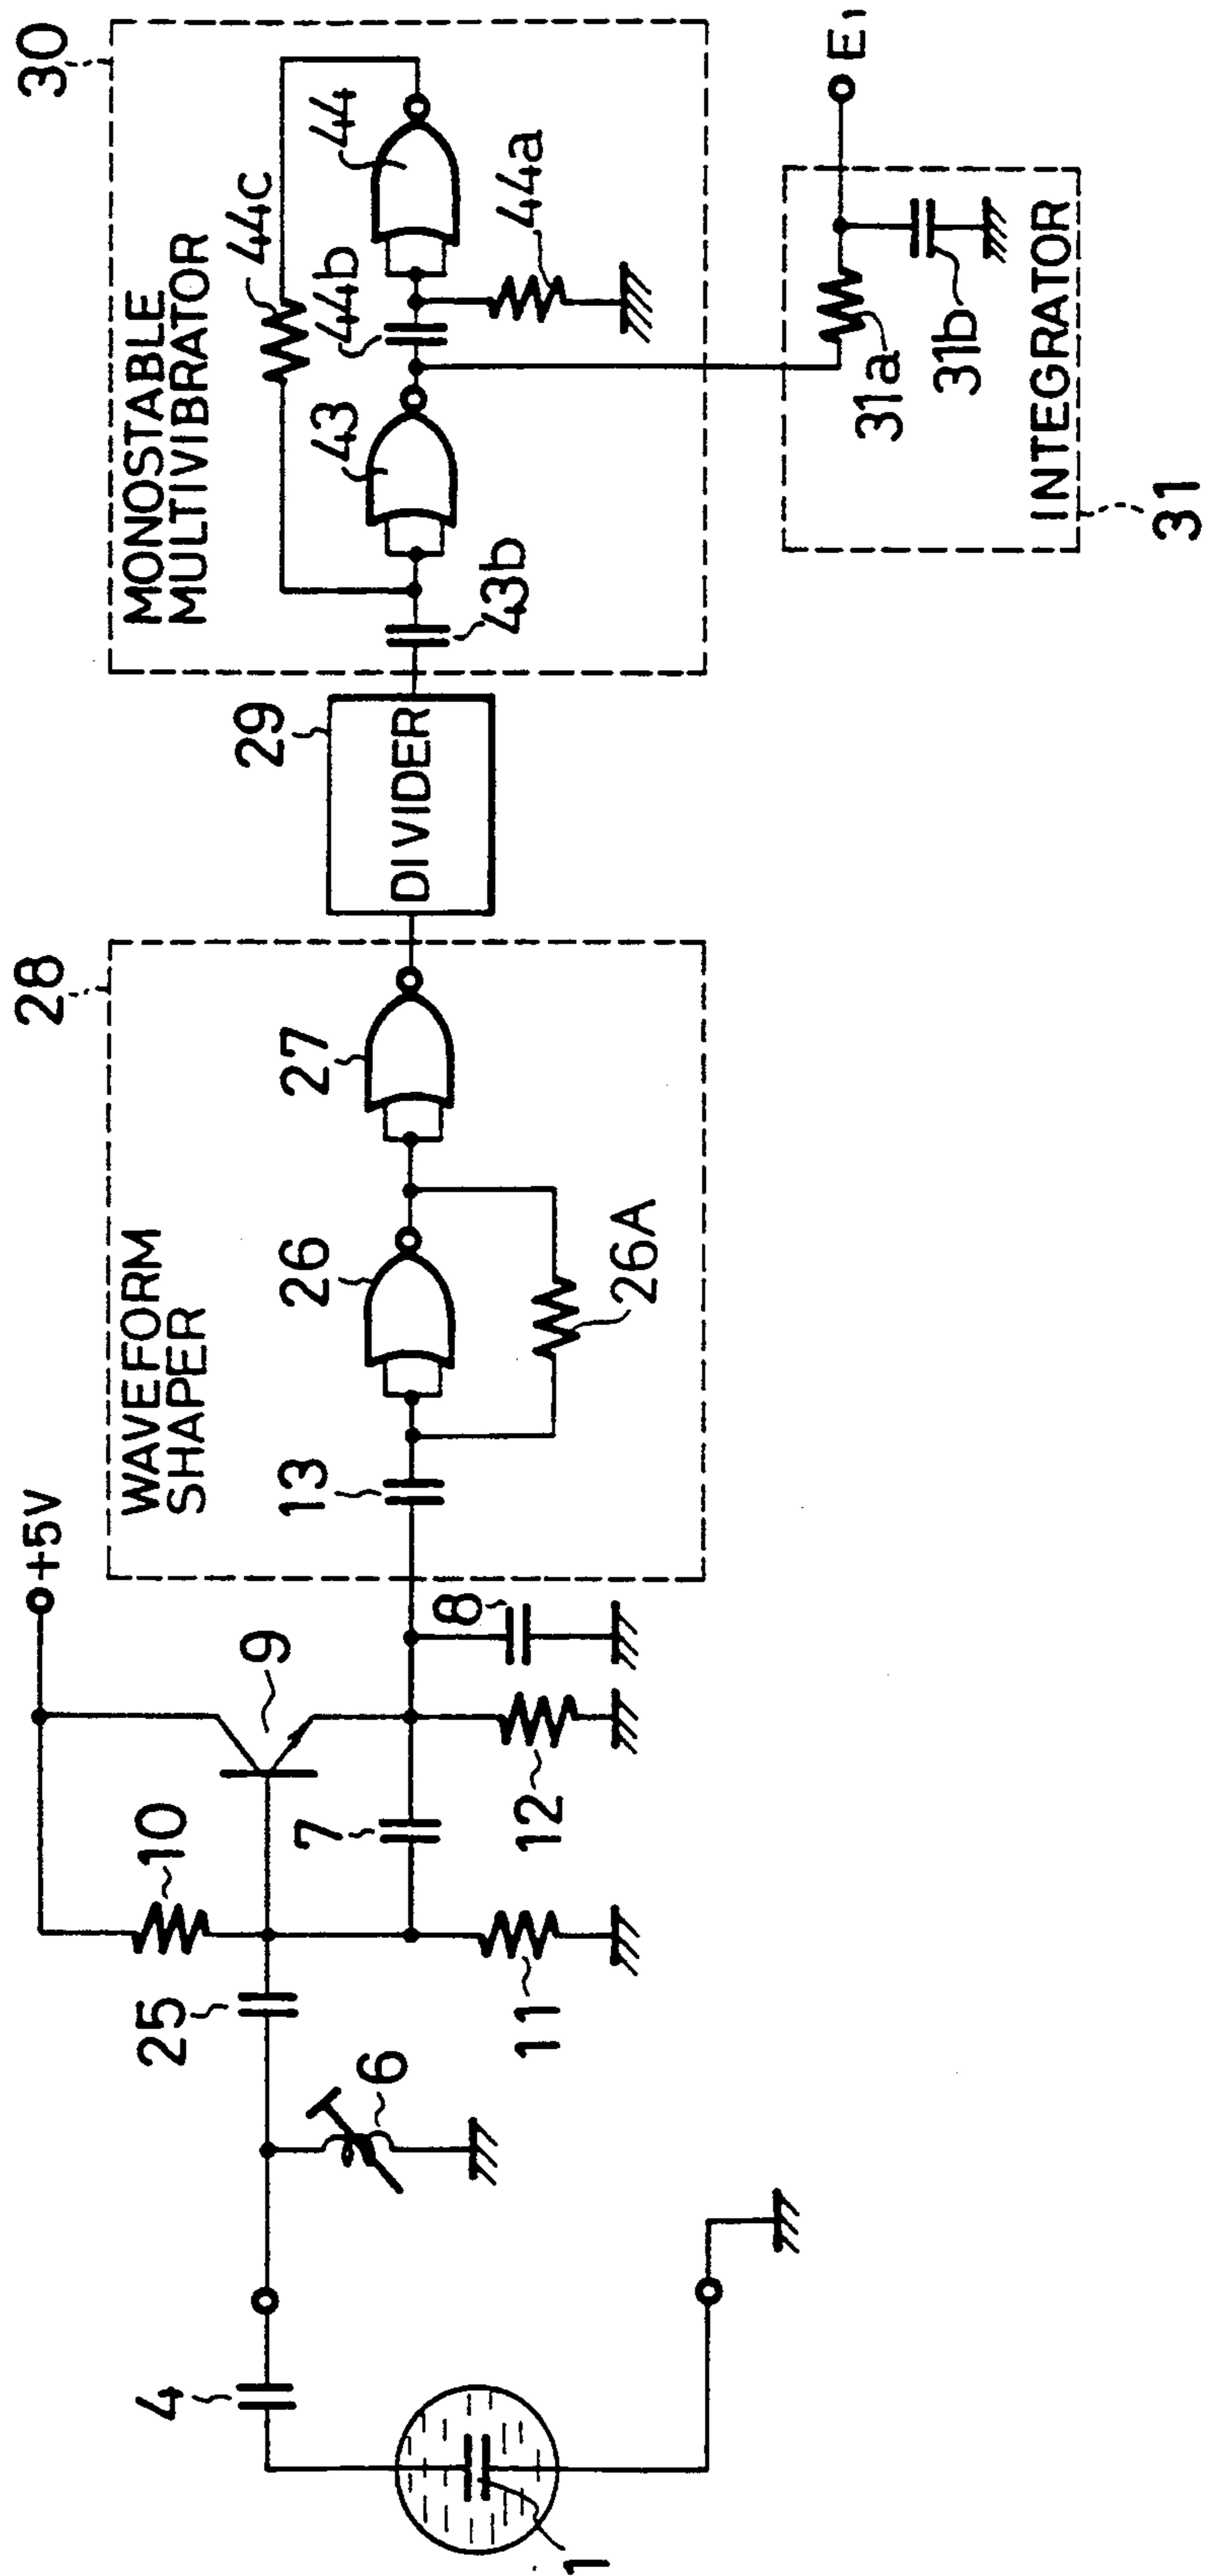 +5V
10
9
25
7
4
6
11
12
8
1
WAVEFORM
SHAPER
28
13
26
27
26A
29
DIVIDER
30
MONOSTABLE
MULTIVIBRATOR
44c
43
44b
44
44a
43b
E1
31a
31b
INTEGRATOR
31